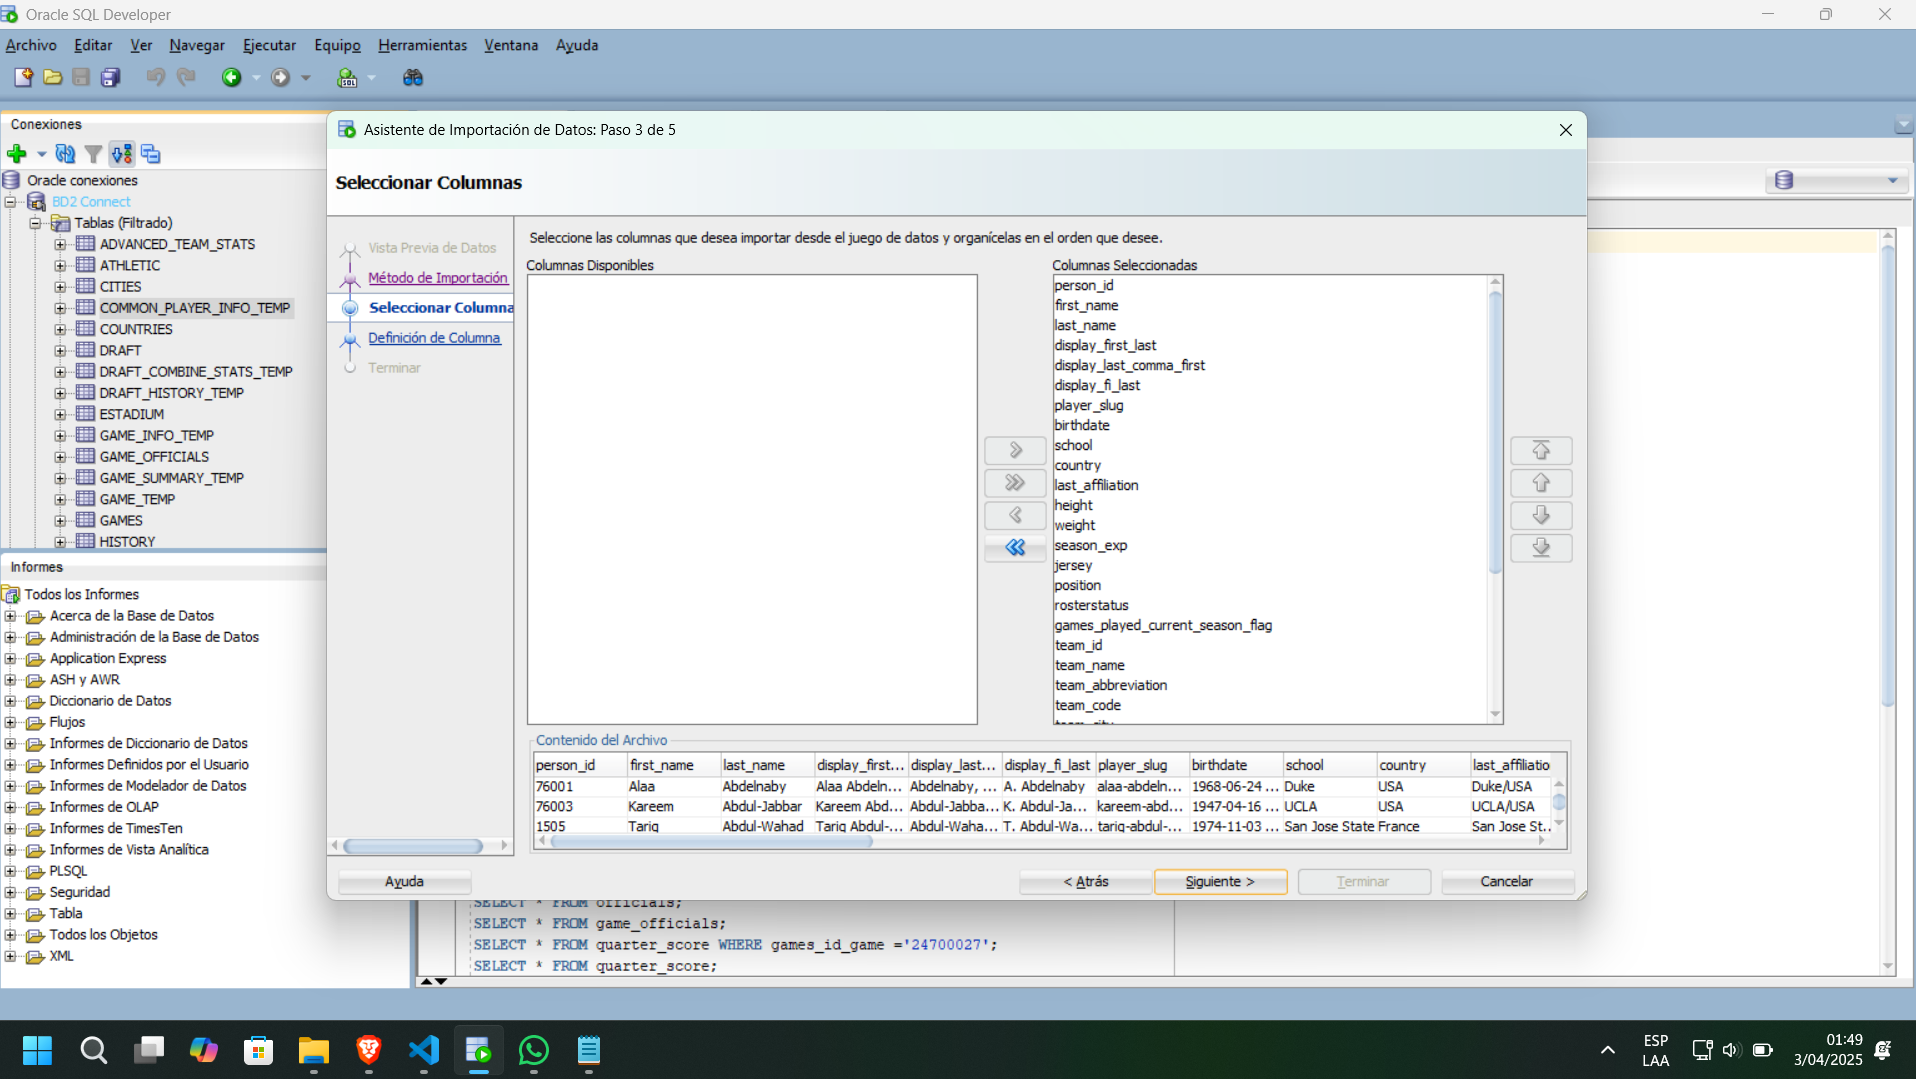 Oracle SQL Developer
Archivo Editar Ver Navegar Ejecutar Equipo Herramientas Ventana Ayuda
Conexiones
Oracle conexiones
BD2 Connect
Tablas (Filtrado)
ADVANCED_TEAM_STATS
ATHLETIC
CITIES
COMMON_PLAYER_INFO_TEMP
COUNTRIES
DRAFT
DRAFT_COMBINE_STATS_TEMP
DRAFT_HISTORY_TEMP
ESTADIUM
GAME_INFO_TEMP
GAME_OFFICIALS
GAME_SUMMARY_TEMP
GAME_TEMP
GAMES
HISTORY
Informes
Todos los Informes
Acerca de la Base de Datos
Administración de la Base de Datos
Application Express
ASH y AWR
Diccionario de Datos
Flujos
Informes de Diccionario de Datos
Informes Definidos por el Usuario
Informes de Modelador de Datos
Informes de OLAP
Informes de TimesTen
Informes de Vista Analítica
PLSQL
Seguridad
Tabla
Todos los Objetos
XML
Asistente de Importación de Datos: Paso 3 de 5
Seleccionar Columnas
Vista Previa de Datos
Método de Importación
Seleccionar Columna
Definición de Columna
Terminar
Seleccione las columnas que desea importar desde el juego de datos y organícelas en el orden que desee.
Columnas Disponibles
Columnas Seleccionadas
person_id
first_name
last_name
display_first_last
display_last_comma_first
display_fi_last
player_slug
birthdate
school
country
last_affiliation
height
weight
season_exp
jersey
position
rosterstatus
games_played_current_season_flag
team_id
team_name
team_abbreviation
team_code
team_city
Contenido del Archivo
person_id first_name last_name display_first... display_last... display_fi_last player_slug birthdate school country last_affiliatio
76001 Alaa Abdelnaby Alaa Abdeln... Abdelnaby, ... A. Abdelnaby alaa-abdeln... 1968-06-24 ... Duke USA Duke/USA
76003 Kareem Abdul-Jabbar Kareem Abd... Abdul-Jabba... K. Abdul-Ja... kareem-abd... 1947-04-16 ... UCLA USA UCLA/USA
1505 Tariq Abdul-Wahad Tariq Abdul-... Abdul-Waha... T. Abdul-Wa... tariq-abdul-... 1974-11-03 ... San Jose State France San Jose St...
Ayuda < Atrás Siguiente > Terminar Cancelar
SELECT * FROM officials;
SELECT * FROM game_officials;
SELECT * FROM quarter_score WHERE games_id_game ='24700027';
SELECT * FROM quarter_score;
SQL
ESP
LAA
01:49
3/04/2025